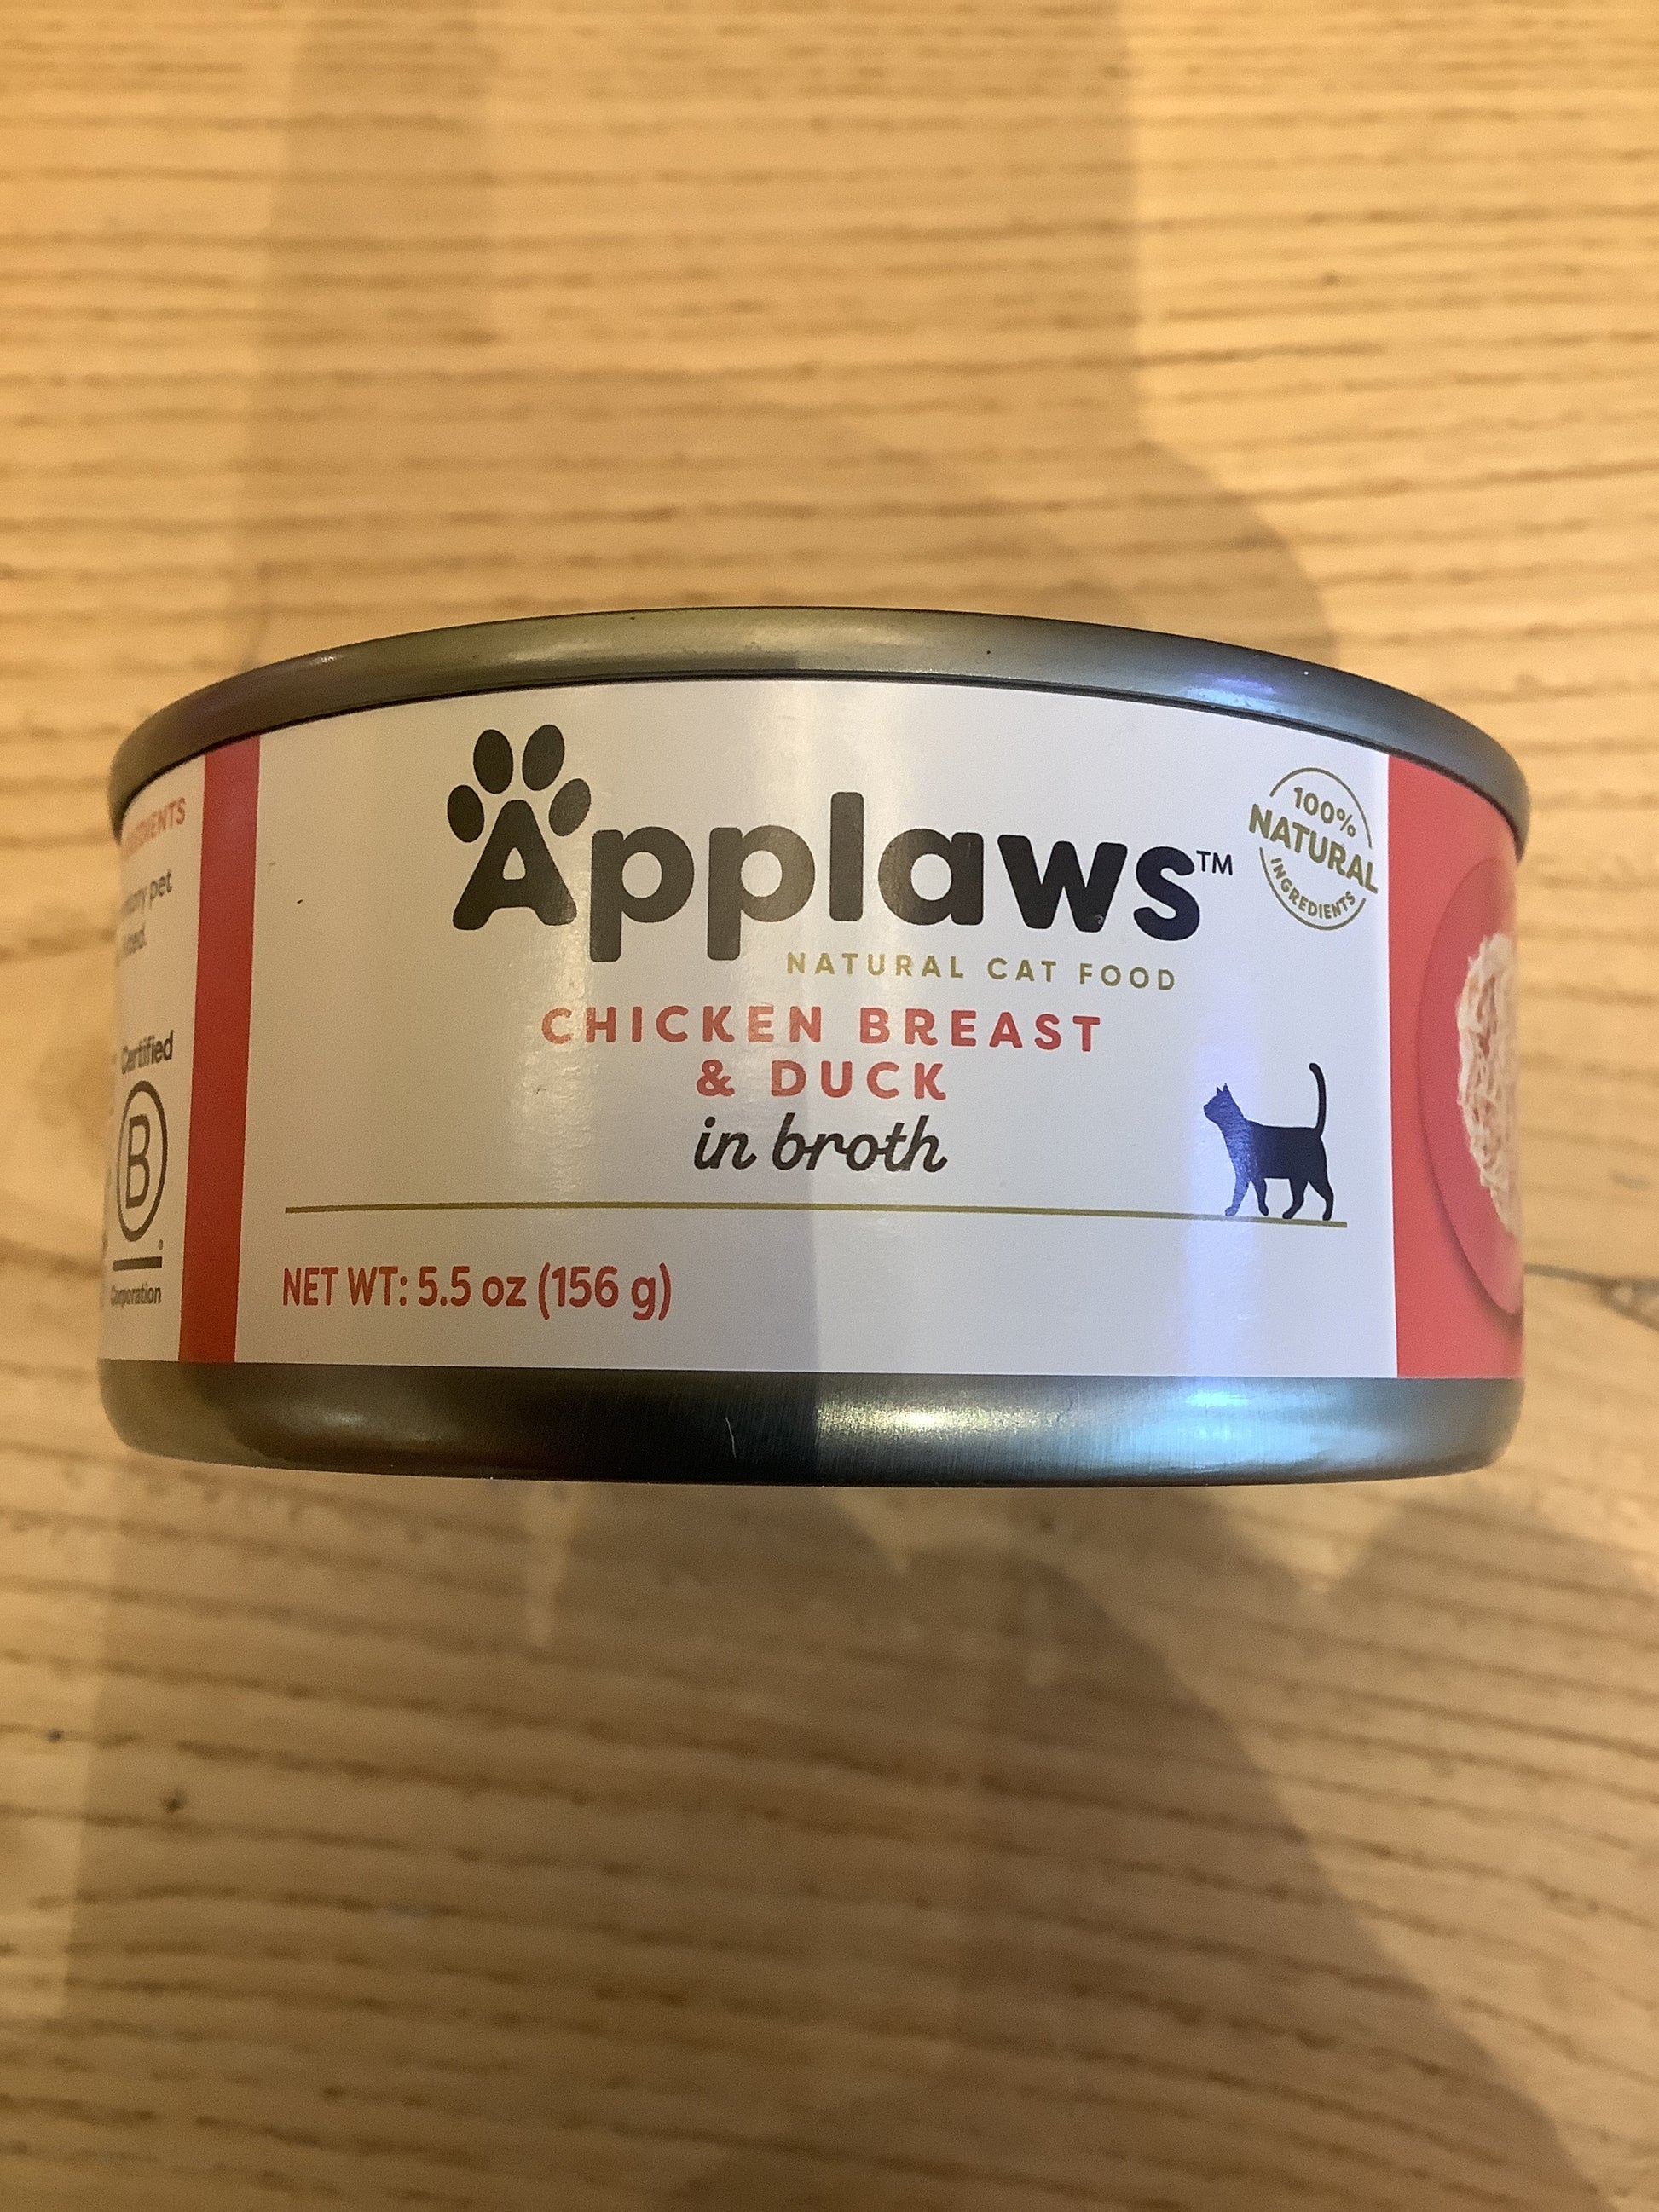 Applaws™
NATURAL CAT FOOD
100%
NATURAL
INGREDIENTS
CHICKEN BREAST
& DUCK
in broth
NET WT: 5.5 oz (156 g)
pet
Certified
B
Corporation